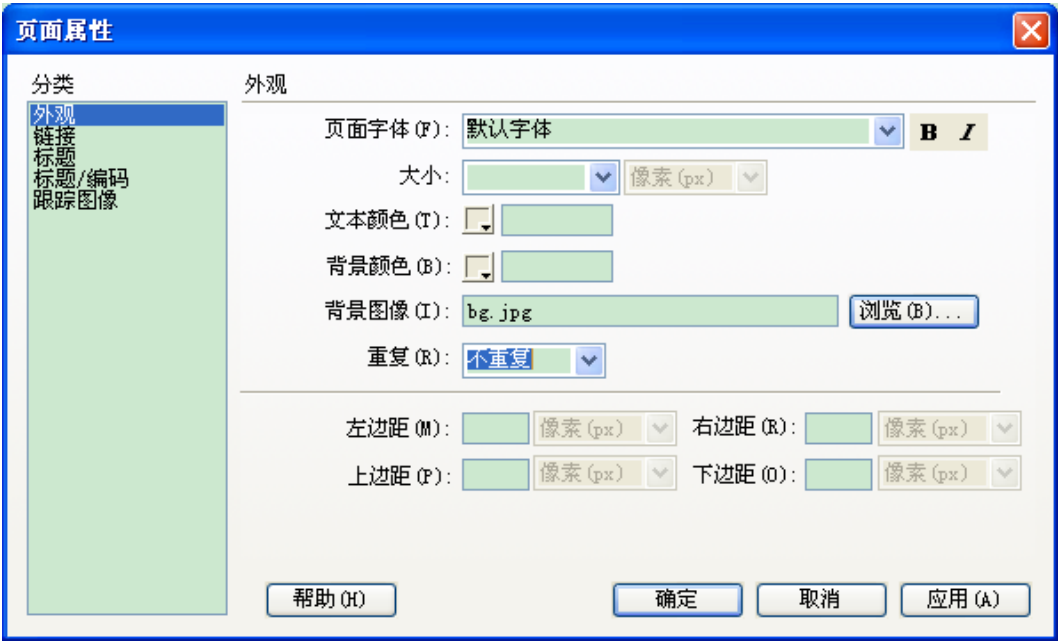 页面属性
分类
外观
链接
标题
标题/编码
跟踪图像
外观
页面字体(F): 默认字体 B I
大小: 像素(px)
文本颜色(T):
背景颜色(B):
背景图像(I): bg.jpg 浏览(B)...
重复(R): 不重复
左边距(M): 像素(px) 右边距(R): 像素(px)
上边距(P): 像素(px) 下边距(O): 像素(px)
帮助(H) 确定 取消 应用(A)